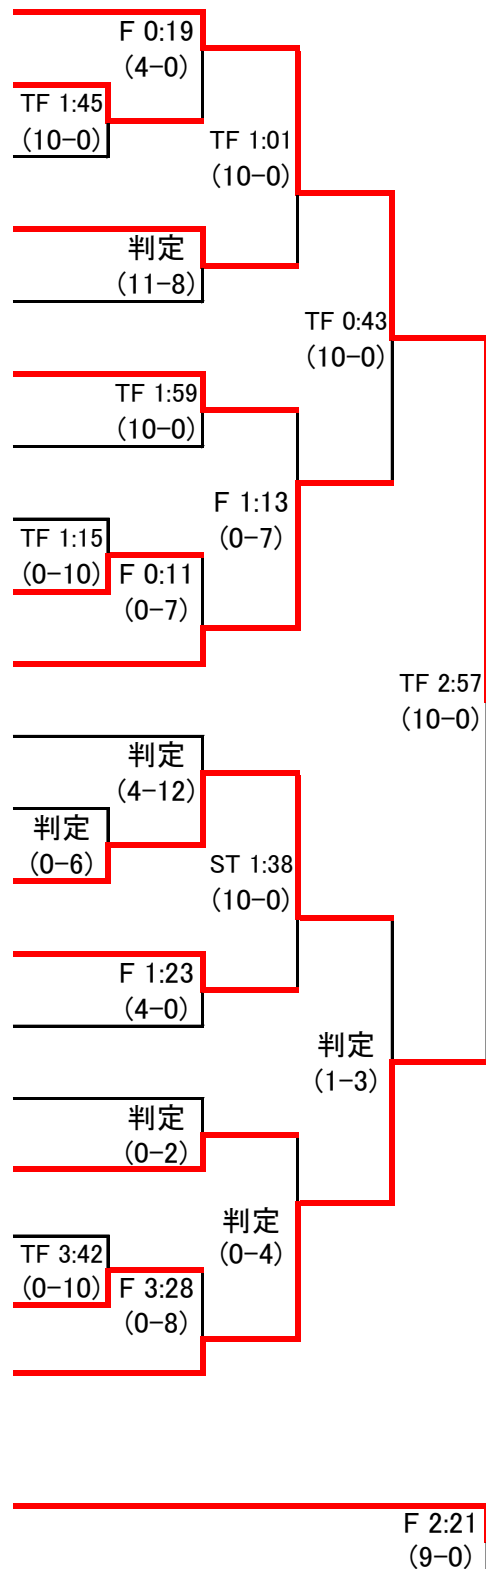 F 0:19
(4-0)
TF 1:45
(10-0)
TF 1:01
(10-0)
判定
(11-8)
TF 0:43
(10-0)
TF 1:59
(10-0)
F 1:13
(0-7)
TF 1:15
(0-10)
F 0:11
(0-7)
TF 2:57
(10-0)
判定
(4-12)
判定
(0-6)
ST 1:38
(10-0)
F 1:23
(4-0)
判定
(1-3)
判定
(0-2)
判定
(0-4)
TF 3:42
(0-10)
F 3:28
(0-8)
F 2:21
(9-0)